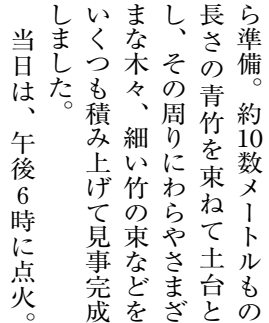 ら準備。約10数メートルもの
長さの青竹を束ねて土台と
し、その周りにわらやさまざ
まな木々、細い竹の束などを
いくつも積み上げて見事完成
しました。
　当日は、午後6時に点火。